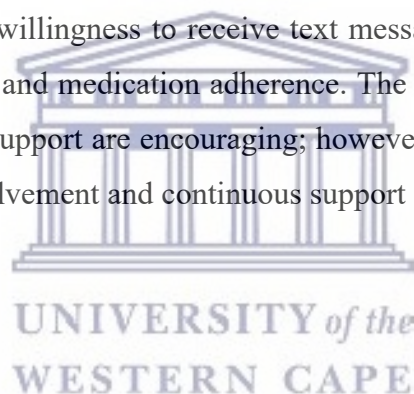 willingness to receive text messa
and medication adherence. The
upport are encouraging; howeve
lvement and continuous support
UNIVERSITY of the
WESTERN CAPE